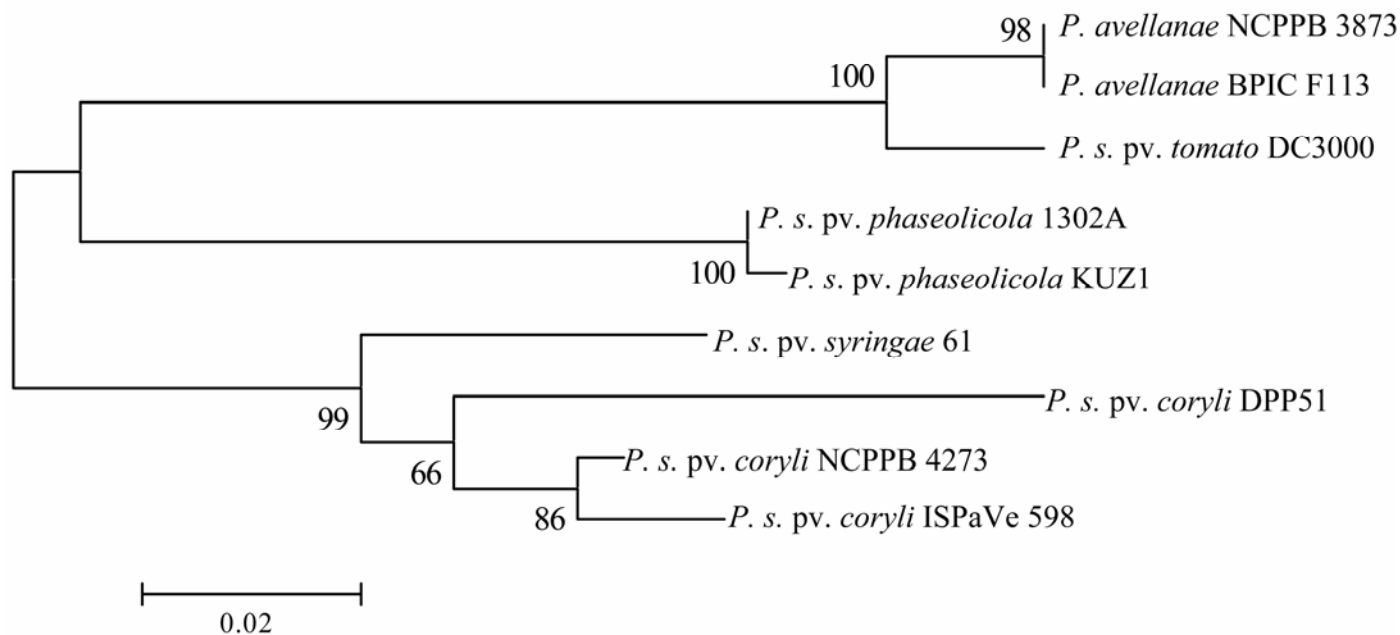 98
P. avellanae NCPPB 3873
100
P. avellanae BPIC F113
P. s. pv. tomato DC3000
P. s. pv. phaseolicola 1302A
100
P. s. pv. phaseolicola KUZ1
P. s. pv. syringae 61
99
P. s. pv. coryli DPP51
66
P. s. pv. coryli NCPPB 4273
86
P. s. pv. coryli ISPaVe 598
0.02